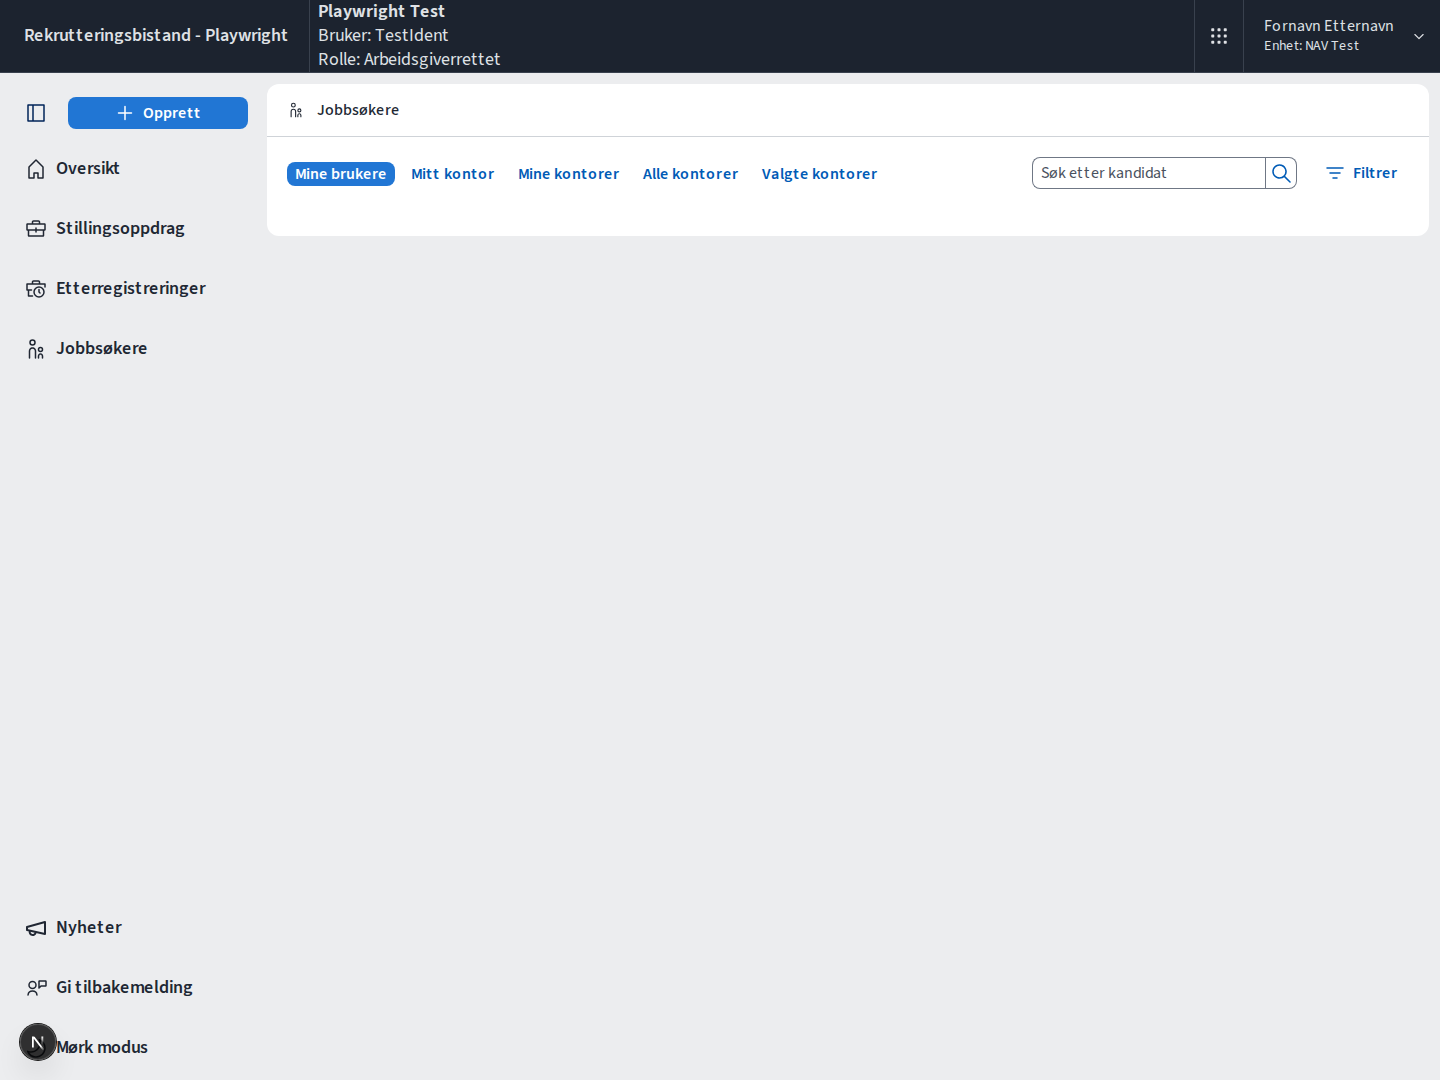 Rekrutteringsbistand - Playwright
Playwright Test
Bruker: TestIdent
Rolle: Arbeidsgiverrettet
Fornavn Etternavn
Enhet: NAV Test
Opprett
Oversikt
Stillingsoppdrag
Etterregistreringer
Jobbsøkere
Jobbsøkere
Mine brukere Mitt kontor Mine kontorer Alle kontorer Valgte kontorer
Søk etter kandidat
Filtrer
Nyheter
Gi tilbakemelding
N Mørk modus